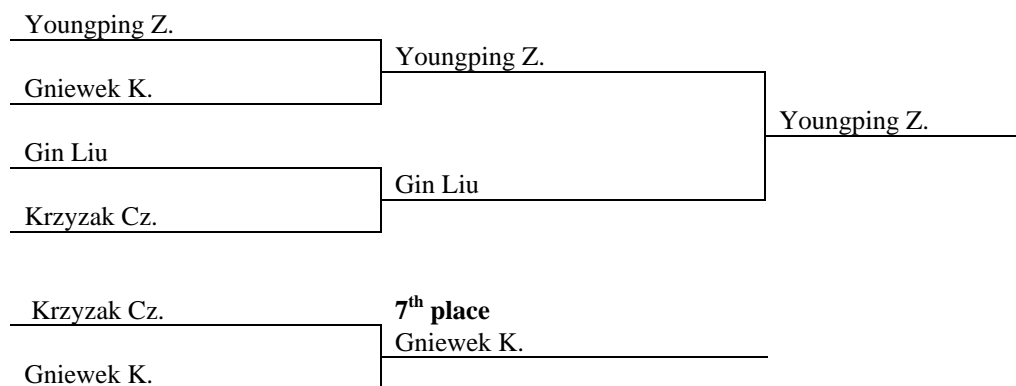 Youngping Z.
Youngping Z.
Gniewek K.
Youngping Z.
Gin Liu
Gin Liu
Krzyzak Cz.
Krzyzak Cz.
7th place
Gniewek K.
Gniewek K.